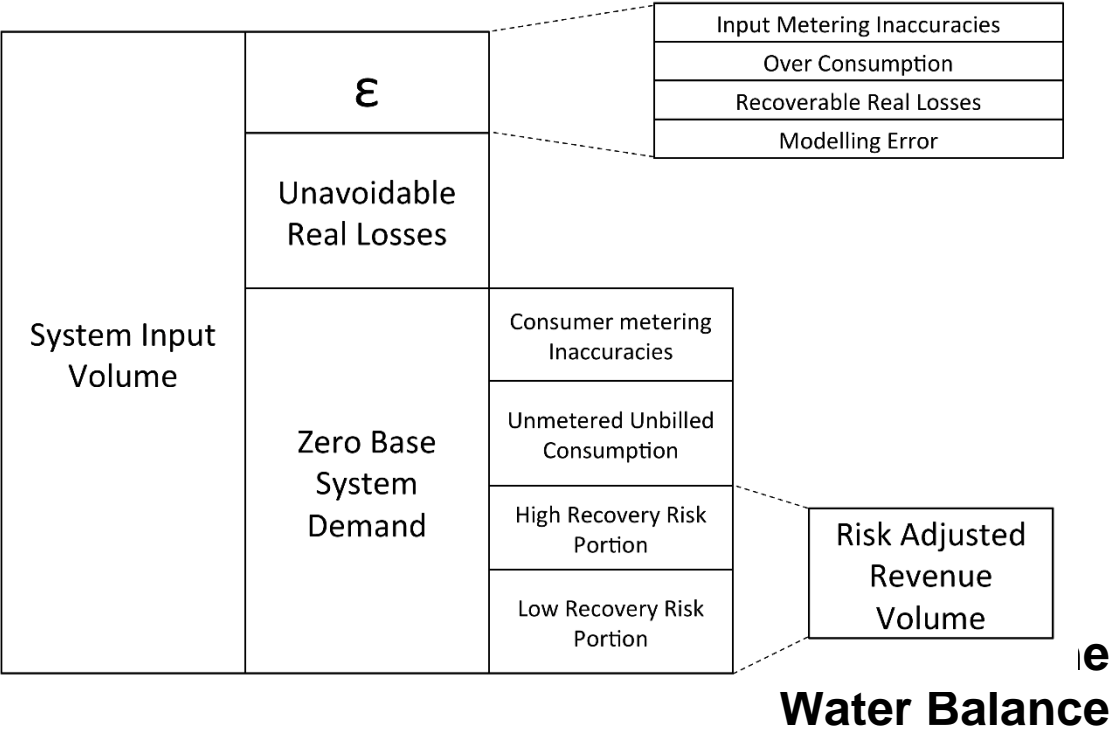 Input Metering Inaccuracies
Over Consumption
Recoverable Real Losses
Modelling Error
ε
Unavoidable
Real Losses
System Input
Volume
Zero Base
System
Demand
Consumer metering
Inaccuracies
Unmetered Unbilled
Consumption
High Recovery Risk
Portion
Low Recovery Risk
Portion
Risk Adjusted
Revenue
Volume
Water Balance